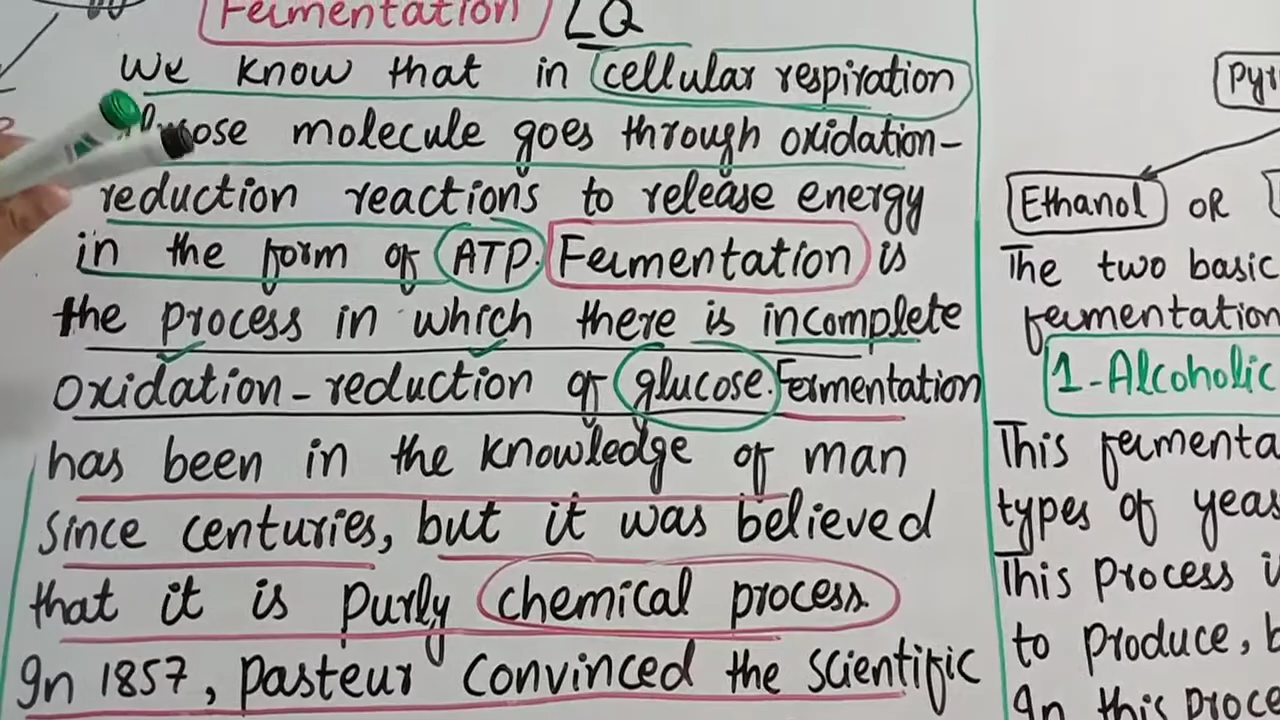 Fermentation LQ
We know that in cellular respiration
molecule goes through oxidation-
reduction reactions to release energy
in the form of ATP. Fermentation is
the process in which there is incomplete
oxidation-reduction of glucose. Fermentation
has been in the knowledge of man
since centuries, but it was believed
that it is purly chemical process.
In 1857, Pasteur convinced the scientific
Ethanol OR
The two basic
fermentation
1-Alcoholic
This
types of
This process
to produce,
In this